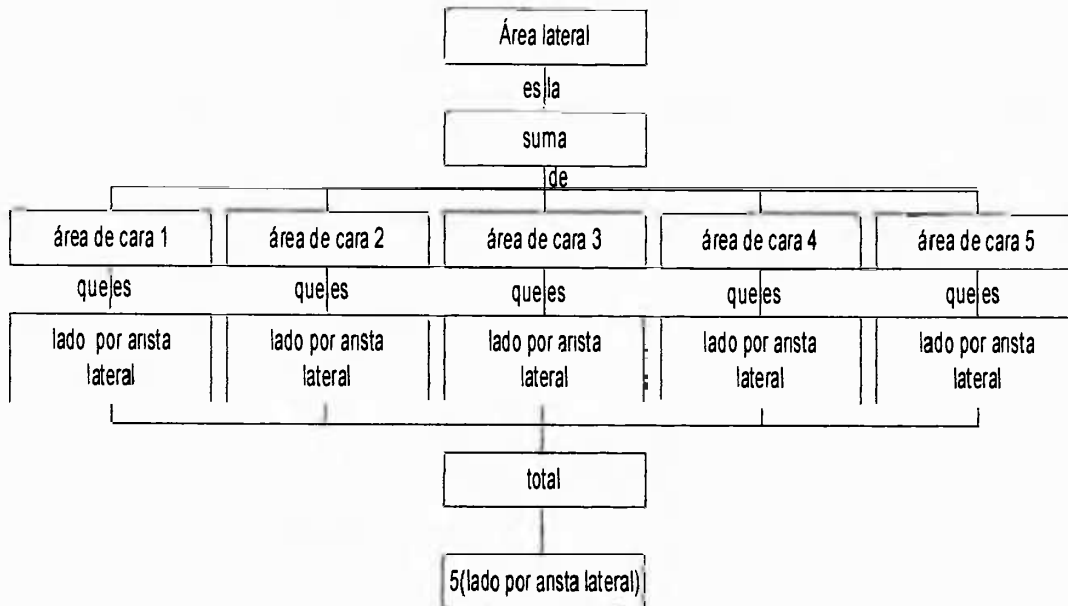 Área lateral
es la
suma
de
área de cara 1
área de cara 2
área de cara 3
área de cara 4
área de cara 5
que es
que es
que es
que es
que es
lado por arista
lateral
lado por arista
lateral
lado por arista
lateral
lado por arista
lateral
lado por arista
lateral
total
5(lado por arista lateral)